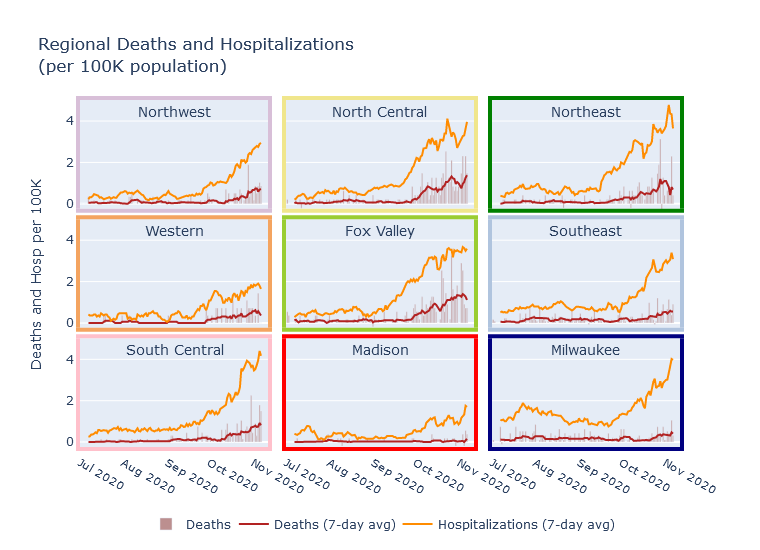 Regional Deaths and Hospitalizations
(per 100K population)
Deaths and Hosp per 100K
Northwest
North Central
Northeast
4
2
0
Western
Fox Valley
Southeast
4
2
0
South Central
Madison
Milwaukee
4
2
0
Jul 2020 Aug 2020 Sep 2020 Oct 2020 Nov 2020
Jul 2020 Aug 2020 Sep 2020 Oct 2020 Nov 2020
Jul 2020 Aug 2020 Sep 2020 Oct 2020 Nov 2020
Deaths Deaths (7-day avg) Hospitalizations (7-day avg)